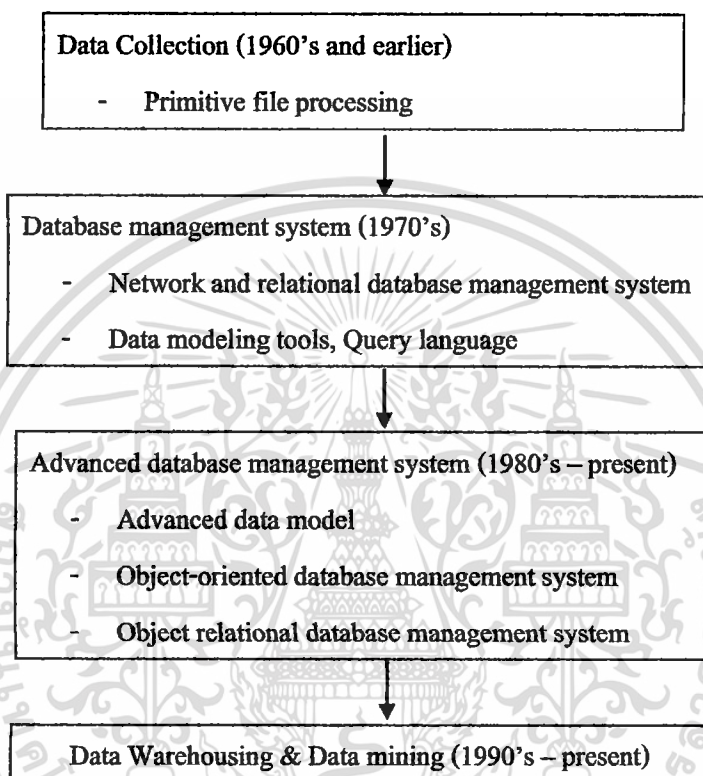 Data Collection (1960's and earlier)
- Primitive file processing
Database management system (1970's)
- Network and relational database management system
- Data modeling tools, Query language
Advanced database management system (1980's – present)
- Advanced data model
- Object-oriented database management system
- Object relational database management system
Data Warehousing & Data mining (1990's – present)